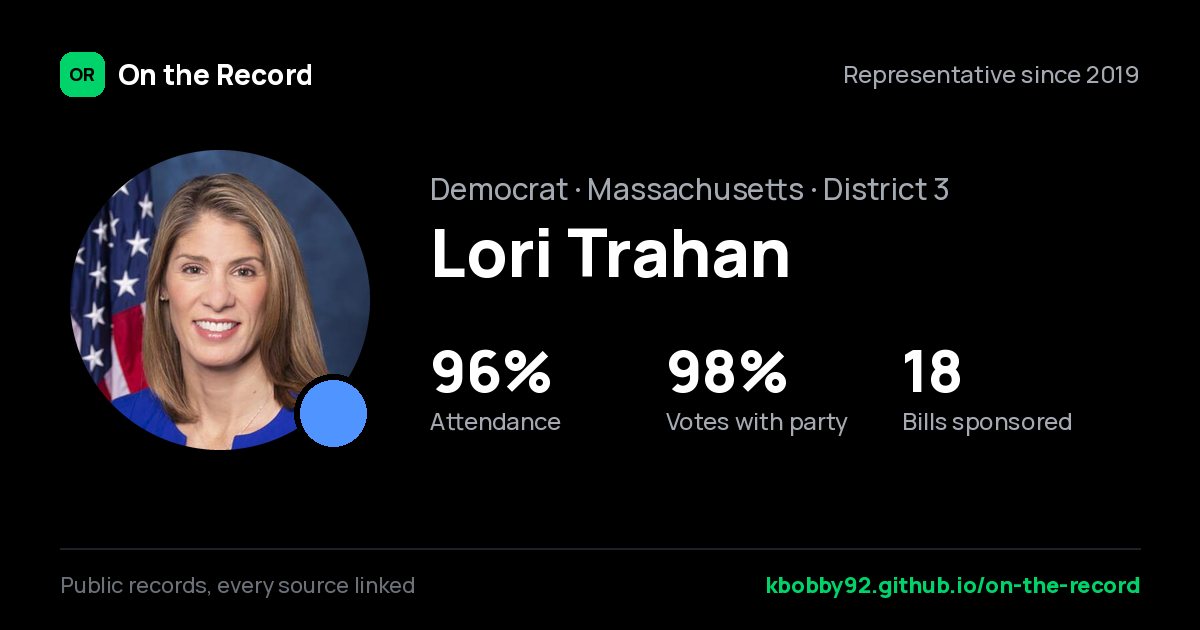 OR On the Record
Representative since 2019
Democrat · Massachusetts · District 3
Lori Trahan
96% 98% 18
Attendance Votes with party Bills sponsored
Public records, every source linked
kbobby92.github.io/on-the-record